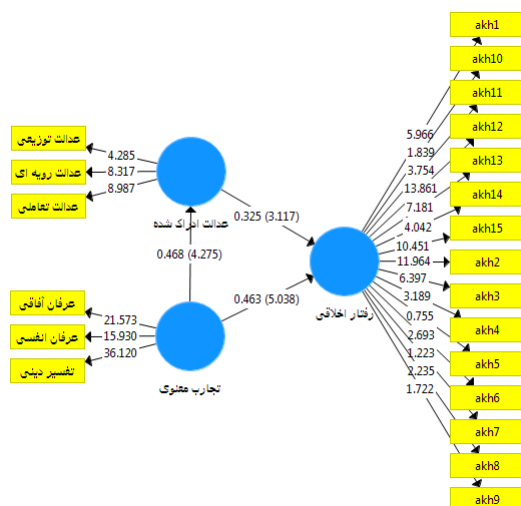 akh1
akh10
akh11
akh12
akh13
akh14
akh15
akh2
akh3
akh4
akh5
akh6
akh7
akh8
akh9
5.966
1.839
3.754
13.861
7.181
4.042
10.451
11.964
6.397
3.189
0.755
2.693
1.223
2.235
1.722
رفتار اخلاقی
عدالت توزیعی
عدالت رویه ای
عدالت تعاملی
4.285
8.317
8.987
عدالت ادراک شده
0.325 (3.117)
0.468 (4.275)
0.463 (5.038)
عرفان آفاقی
عرفان انفسی
تفسیر دینی
21.573
15.930
36.120
تجارب معنوی